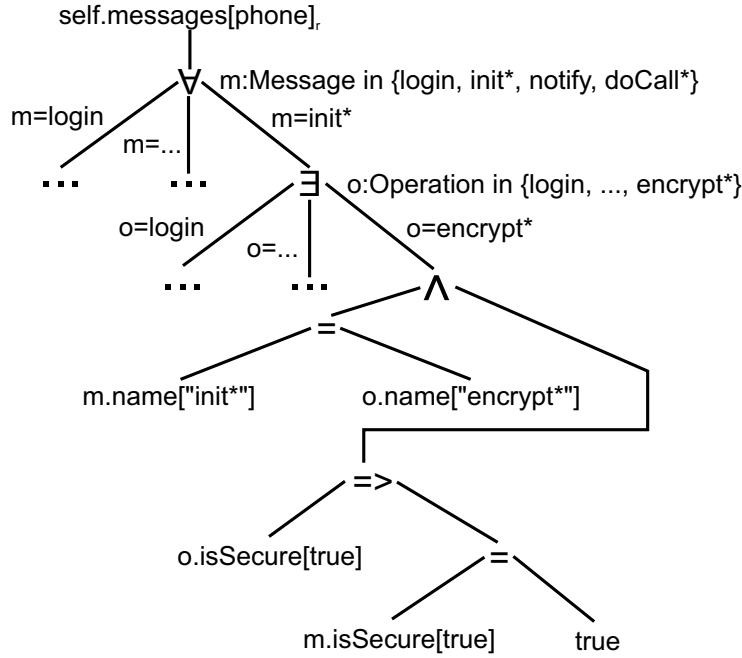 self.messages[phone]r
∀ m:Message in {login, init*, notify, doCall*}
m=login
m=...
m=init*
... ... ∃ o:Operation in {login, ..., encrypt*}
o=login
o=...
o=encrypt*
... ... ∧
=
m.name["init*"] o.name["encrypt*"]
=>
o.isSecure[true] =
m.isSecure[true] true